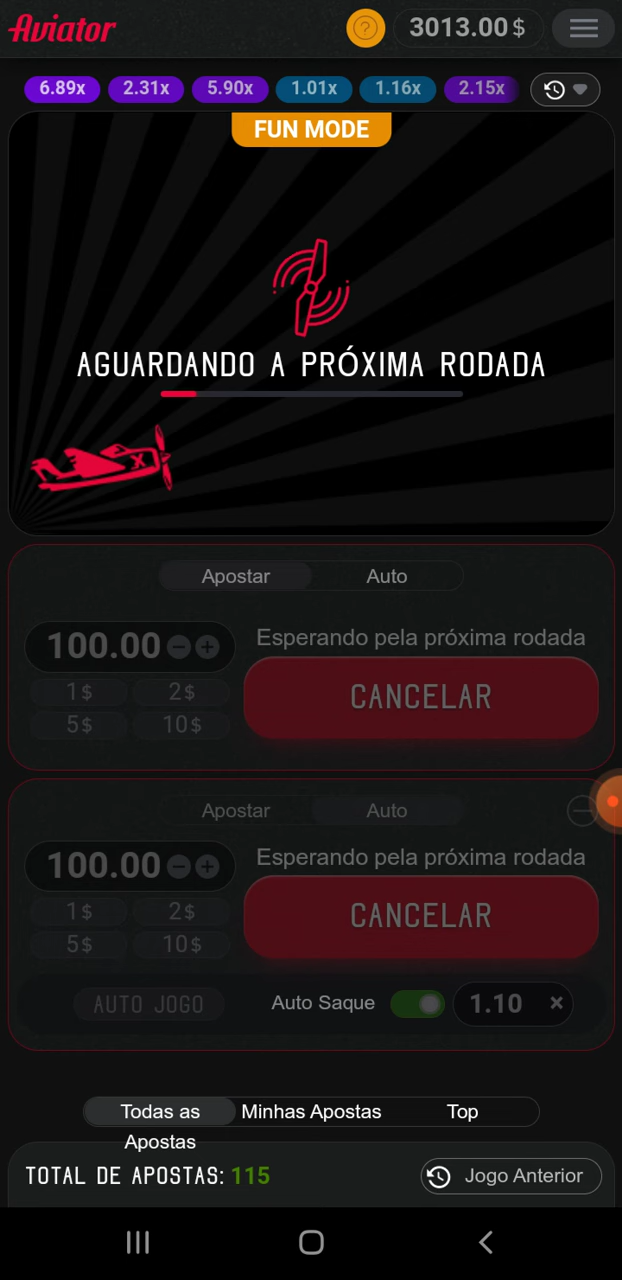 Aviator
3013.00 $
6.89x 2.31x 5.90x 1.01x 1.16x 2.15x
FUN MODE
AGUARDANDO A PRÓXIMA RODADA
X
Apostar Auto
100.00
Esperando pela próxima rodada
1$ 2$
5$ 10$
CANCELAR
Apostar Auto
100.00
Esperando pela próxima rodada
1$ 2$
5$ 10$
CANCELAR
AUTO JOGO Auto Saque 1.10 ×
Todas as Apostas Minhas Apostas Top
TOTAL DE APOSTAS: 115 Jogo Anterior